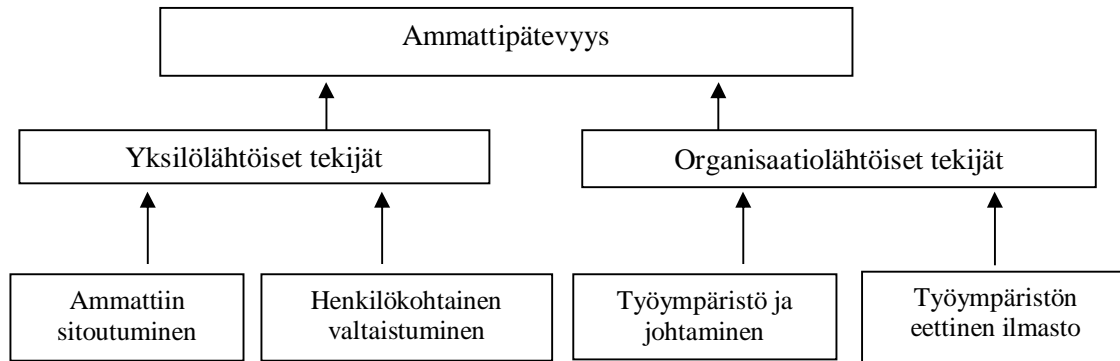 Ammattipätevyys
Yksilölähtöiset tekijät
Organisaatiolähtöiset tekijät
Ammattiin
sitoutuminen
Henkilökohtainen
valtaistuminen
Työympäristö ja
johtaminen
Työympäristön
eettinen ilmasto